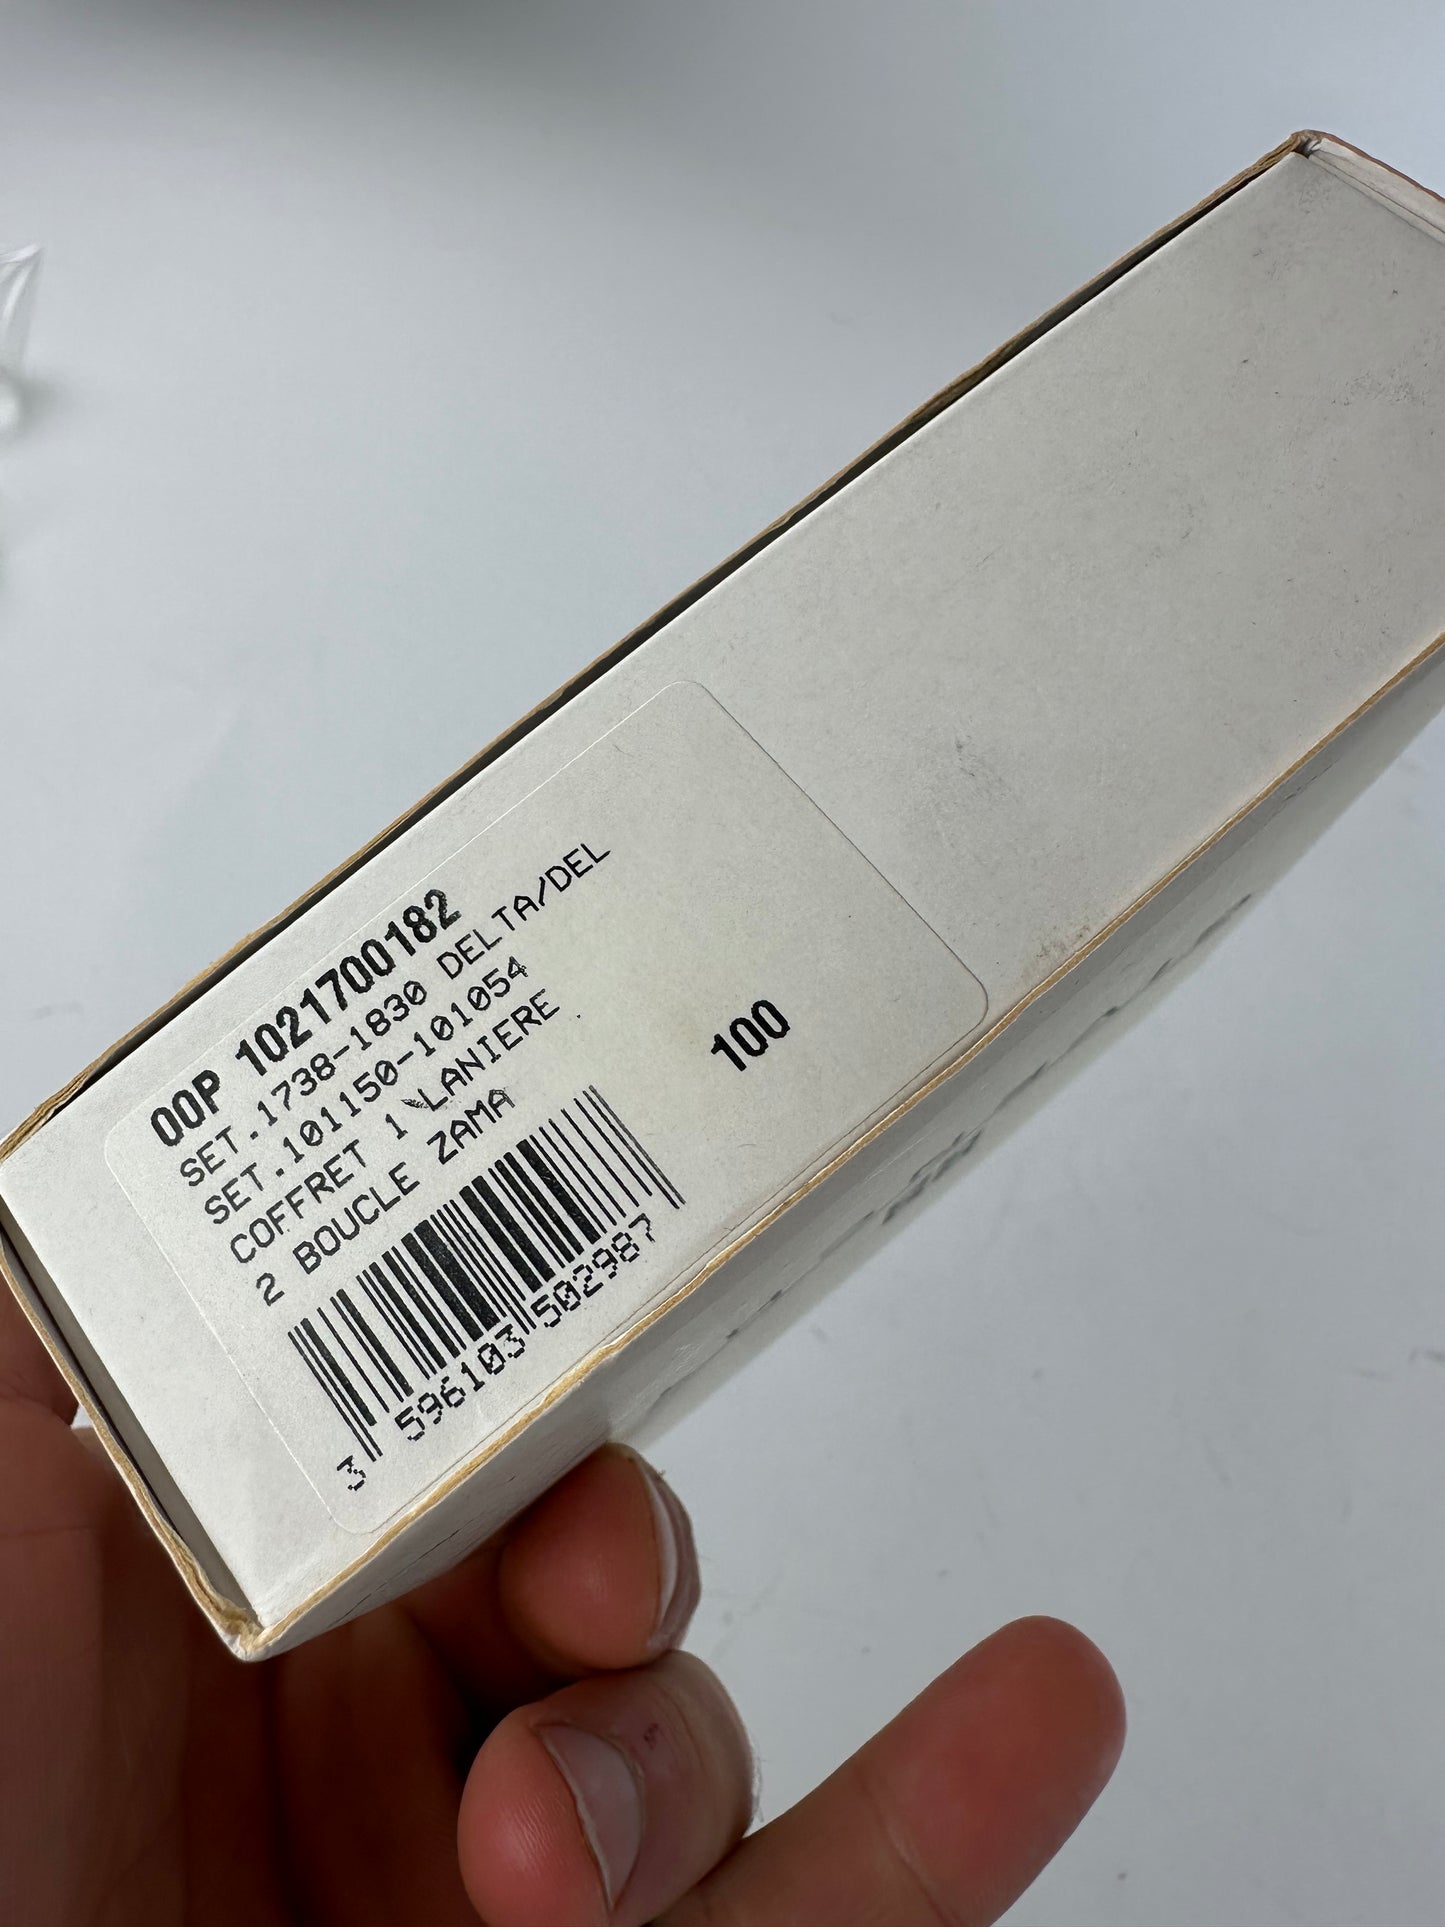 OOP 1021700182
SET.1738-1830 DELTA/DEL
SET.101150-101054
COFFRET 1 LANIERE
2 BOUCLE ZAMA
100
3 596103 502987